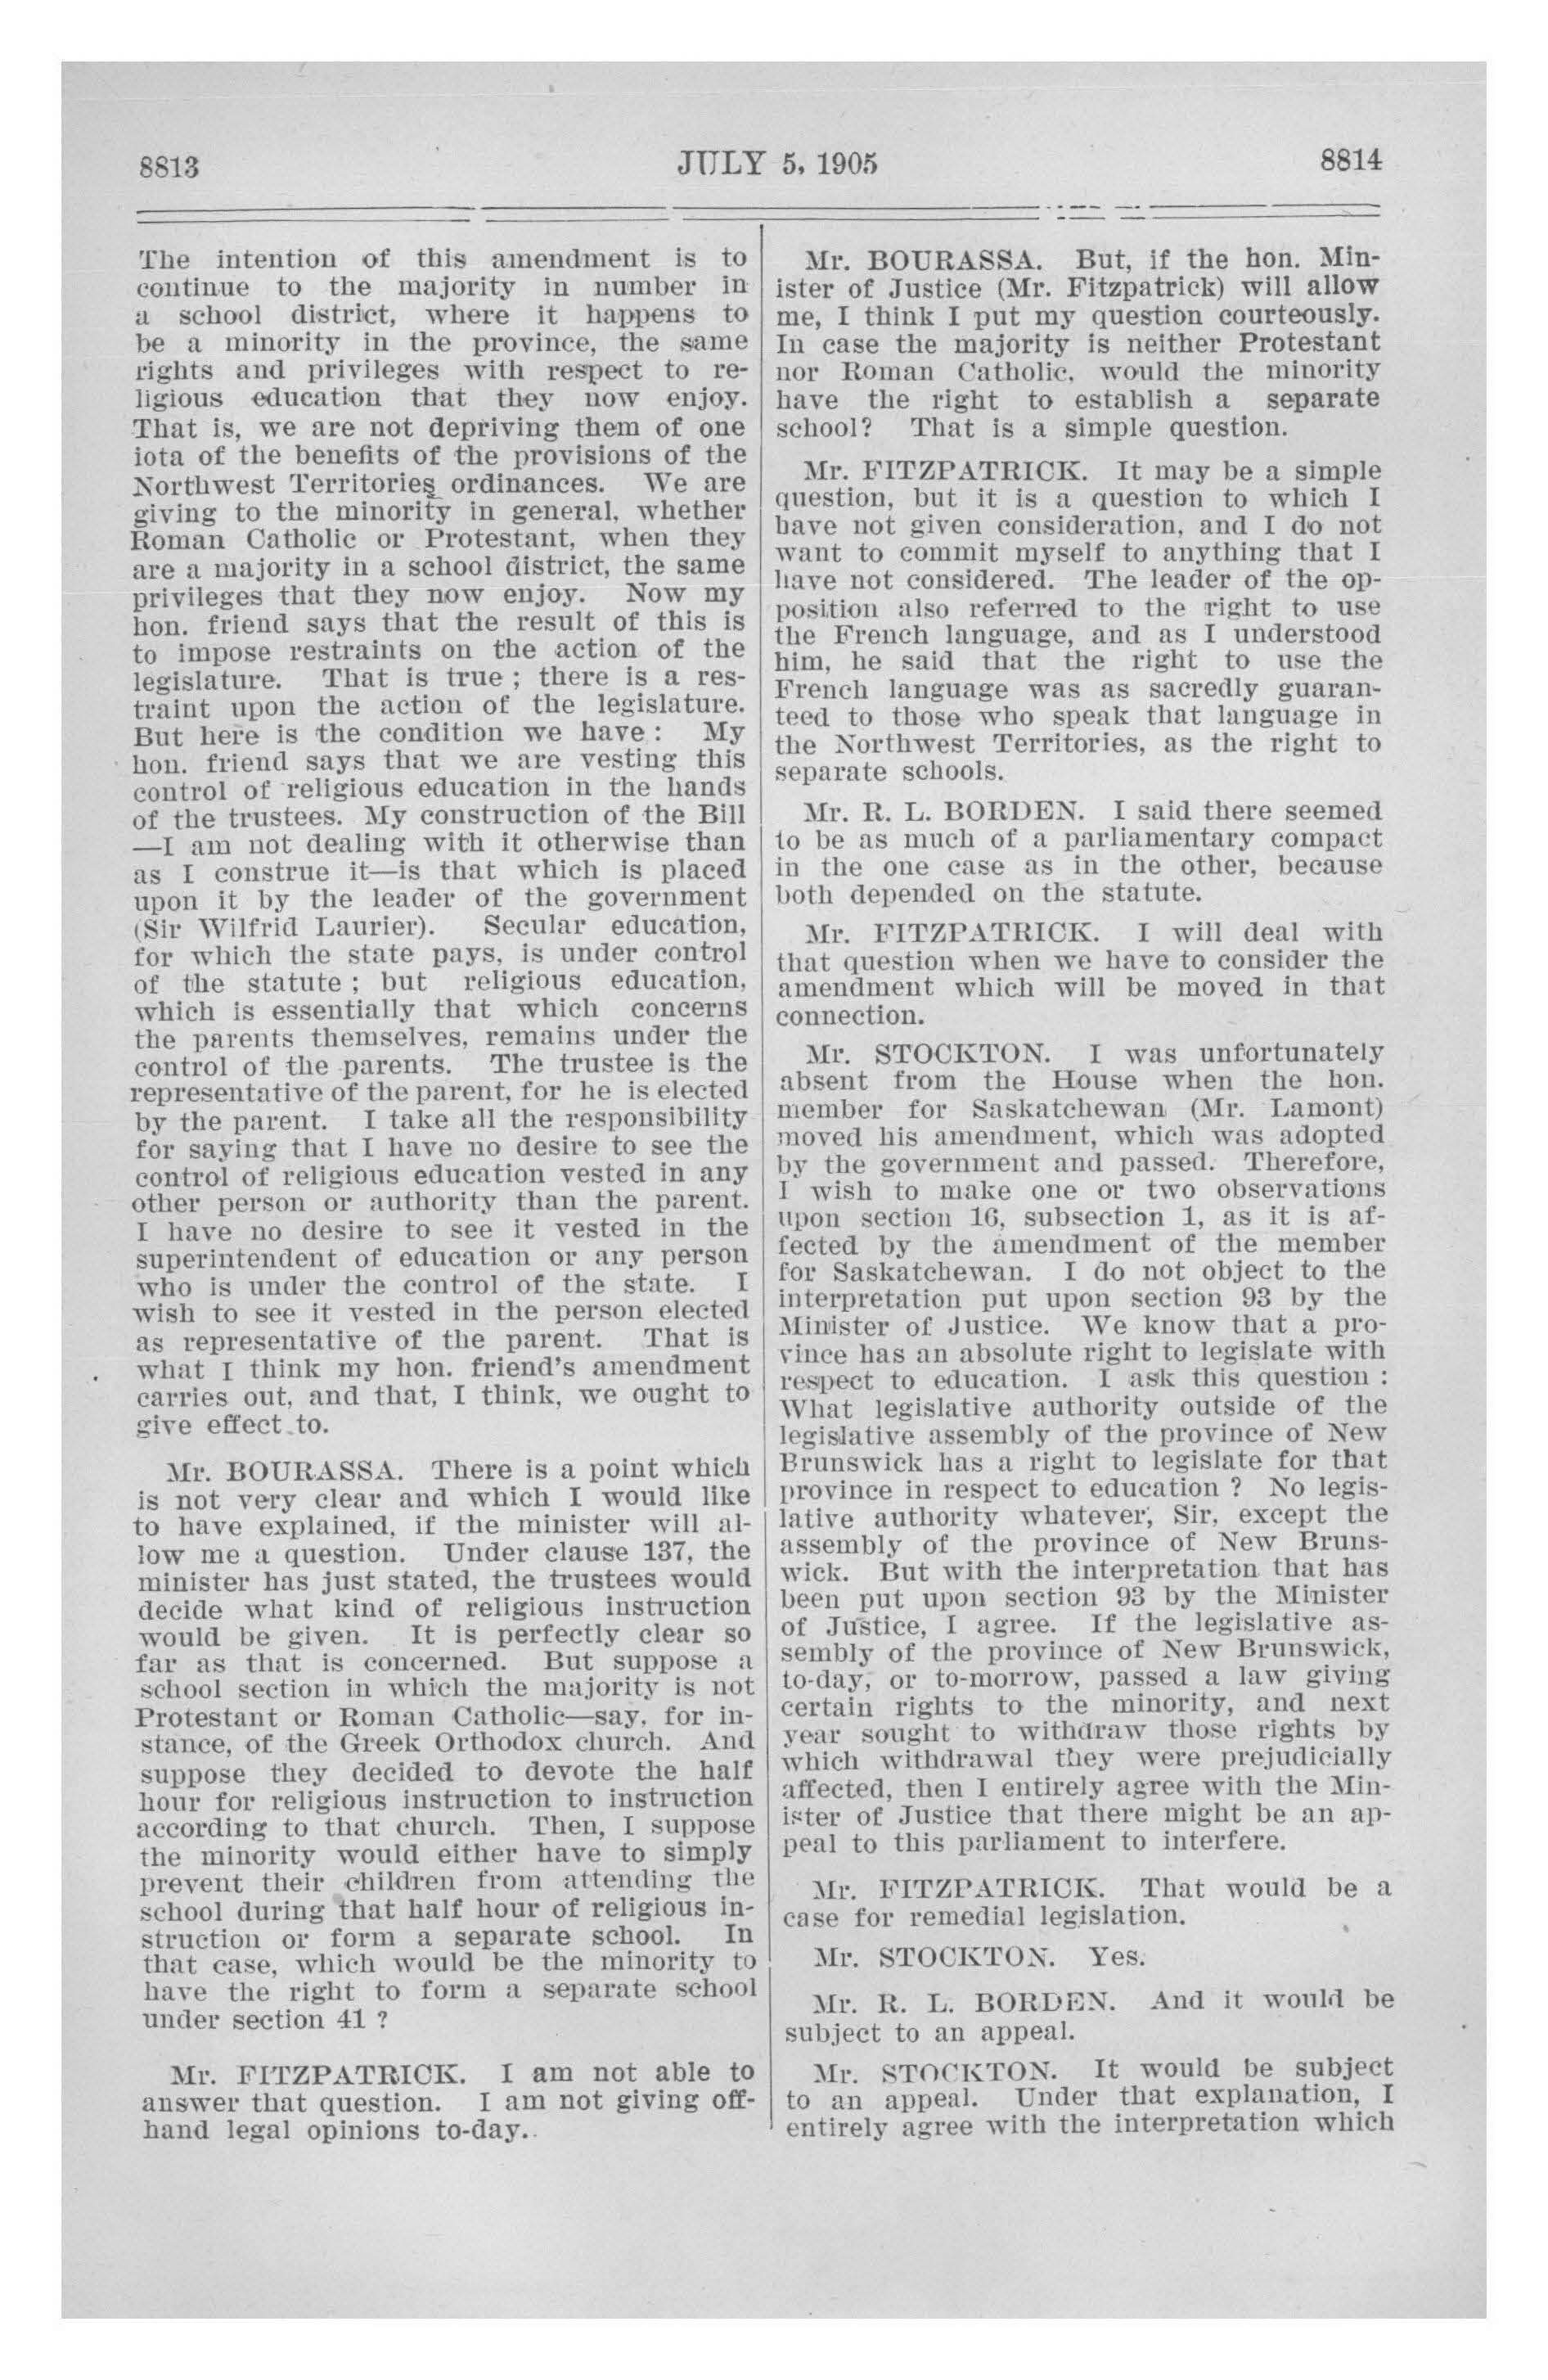 8813
JULY 5, 1905
8814
The intention of this amendment is to
continue to the majority in number in
a school district, where it happens to
be a minority in the province, the same
rights and privileges with respect to re-
ligious education that they now enjoy.
That is, we are not depriving them of one
iota of the benefits of the provisions of the
Northwest Territories ordinances. We are
giving to the minority in general, whether
Roman Catholic or Protestant, when they
are a majority in a school district, the same
privileges that they now enjoy. Now my
hon. friend says that the result of this is
to impose restraints on the action of the
legislature. That is true ; there is a res-
traint upon the action of the legislature.
But here is the condition we have : My
hon. friend says that we are vesting this
control of religious education in the hands
of the trustees. My construction of the Bill
—I am not dealing with it otherwise than
as I construe it—is that which is placed
upon it by the leader of the government
(Sir Wilfrid Laurier). Secular education,
for which the state pays, is under control
of the statute ; but religious education,
which is essentially that which concerns
the parents themselves, remains under the
control of the parents. The trustee is the
representative of the parent, for he is elected
by the parent. I take all the responsibility
for saying that I have no desire to see the
control of religious education vested in any
other person or authority than the parent.
I have no desire to see it vested in the
superintendent of education or any person
who is under the control of the state. I
wish to see it vested in the person elected
as representative of the parent. That is
what I think my hon. friend's amendment
carries out, and that, I think, we ought to
give effect to.
Mr. BOURASSA. There is a point which
is not very clear and which I would like
to have explained, if the minister will al-
low me a question. Under clause 137, the
minister has just stated, the trustees would
decide what kind of religious instruction
would be given. It is perfectly clear so
far as that is concerned. But suppose a
school section in which the majority is not
Protestant or Roman Catholic—say, for in-
stance, of the Greek Orthodox church. And
suppose they decided to devote the half
hour for religious instruction to instruction
according to that church. Then, I suppose
the minority would either have to simply
prevent their children from attending the
school during that half hour of religious in-
struction or form a separate school. In
that case, which would be the minority to
have the right to form a separate school
under section 41 ?
Mr. FITZPATRICK. I am not able to
answer that question. I am not giving off-
hand legal opinions to-day.
Mr. BOURASSA. But, if the hon. Min-
ister of Justice (Mr. Fitzpatrick) will allow
me, I think I put my question courteously.
In case the majority is neither Protestant
nor Roman Catholic, would the minority
have the right to establish a separate
school? That is a simple question.
Mr. FITZPATRICK. It may be a simple
question, but it is a question to which I
have not given consideration, and I do not
want to commit myself to anything that I
have not considered. The leader of the op-
position also referred to the right to use
the French language, and as I understood
him, he said that the right to use the
French language was as sacredly guaran-
teed to those who speak that language in
the Northwest Territories, as the right to
separate schools.
Mr. R. L. BORDEN. I said there seemed
to be as much of a parliamentary compact
in the one case as in the other, because
both depended on the statute.
Mr. FITZPATRICK. I will deal with
that question when we have to consider the
amendment which will be moved in that
connection.
Mr. STOCKTON. I was unfortunately
absent from the House when the hon.
member for Saskatchewan (Mr. Lamont)
moved his amendment, which was adopted
by the government and passed. Therefore,
I wish to make one or two observations
upon section 16, subsection 1, as it is af-
fected by the amendment of the member
for Saskatchewan. I do not object to the
interpretation put upon section 93 by the
Minister of Justice. We know that a pro-
vince has an absolute right to legislate with
respect to education. I ask this question :
What legislative authority outside of the
legislative assembly of the province of New
Brunswick has a right to legislate for that
province in respect to education ? No legis-
lative authority whatever, Sir, except the
assembly of the province of New Bruns-
wick. But with the interpretation that has
been put upon section 93 by the Minister
of Justice, I agree. If the legislative as-
sembly of the province of New Brunswick,
to-day, or to-morrow, passed a law giving
certain rights to the minority, and next
year sought to withdraw those rights by
which withdrawal they were prejudicially
affected, then I entirely agree with the Min-
ister of Justice that there might be an ap-
peal to this parliament to interfere.
Mr. FITZPATRICK. That would be a
case for remedial legislation.
Mr. STOCKTON. Yes.
Mr. R. L. BORDEN. And it would be
subject to an appeal.
Mr. STOCKTON. It would be subject
to an appeal. Under that explanation, I
entirely agree with the interpretation which